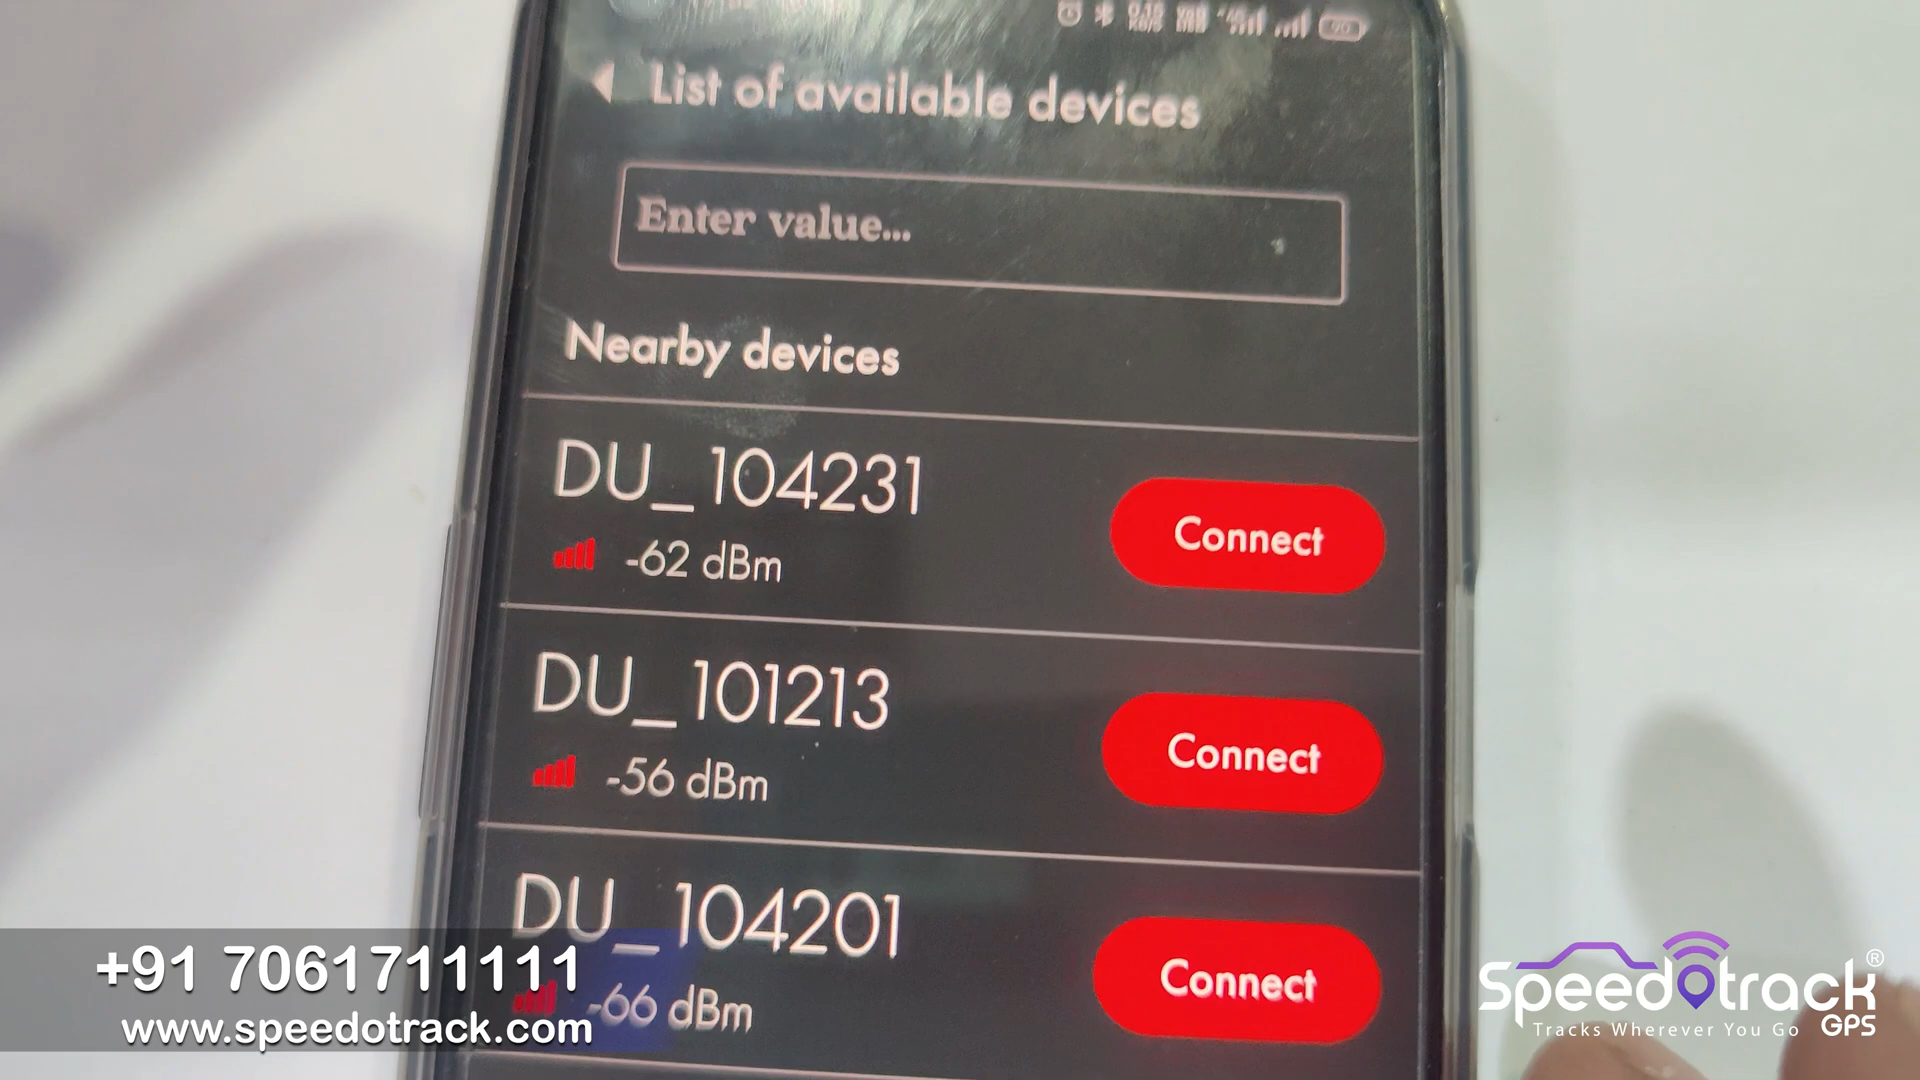 List of available devices
Enter value...
Nearby devices
DU_104231
-62 dBm
Connect
DU_101213
-56 dBm
Connect
DU_104201
-66 dBm
Connect
+91 7061711111
www.speedotrack.com
Speedotrack®
GPS
Tracks Wherever You Go